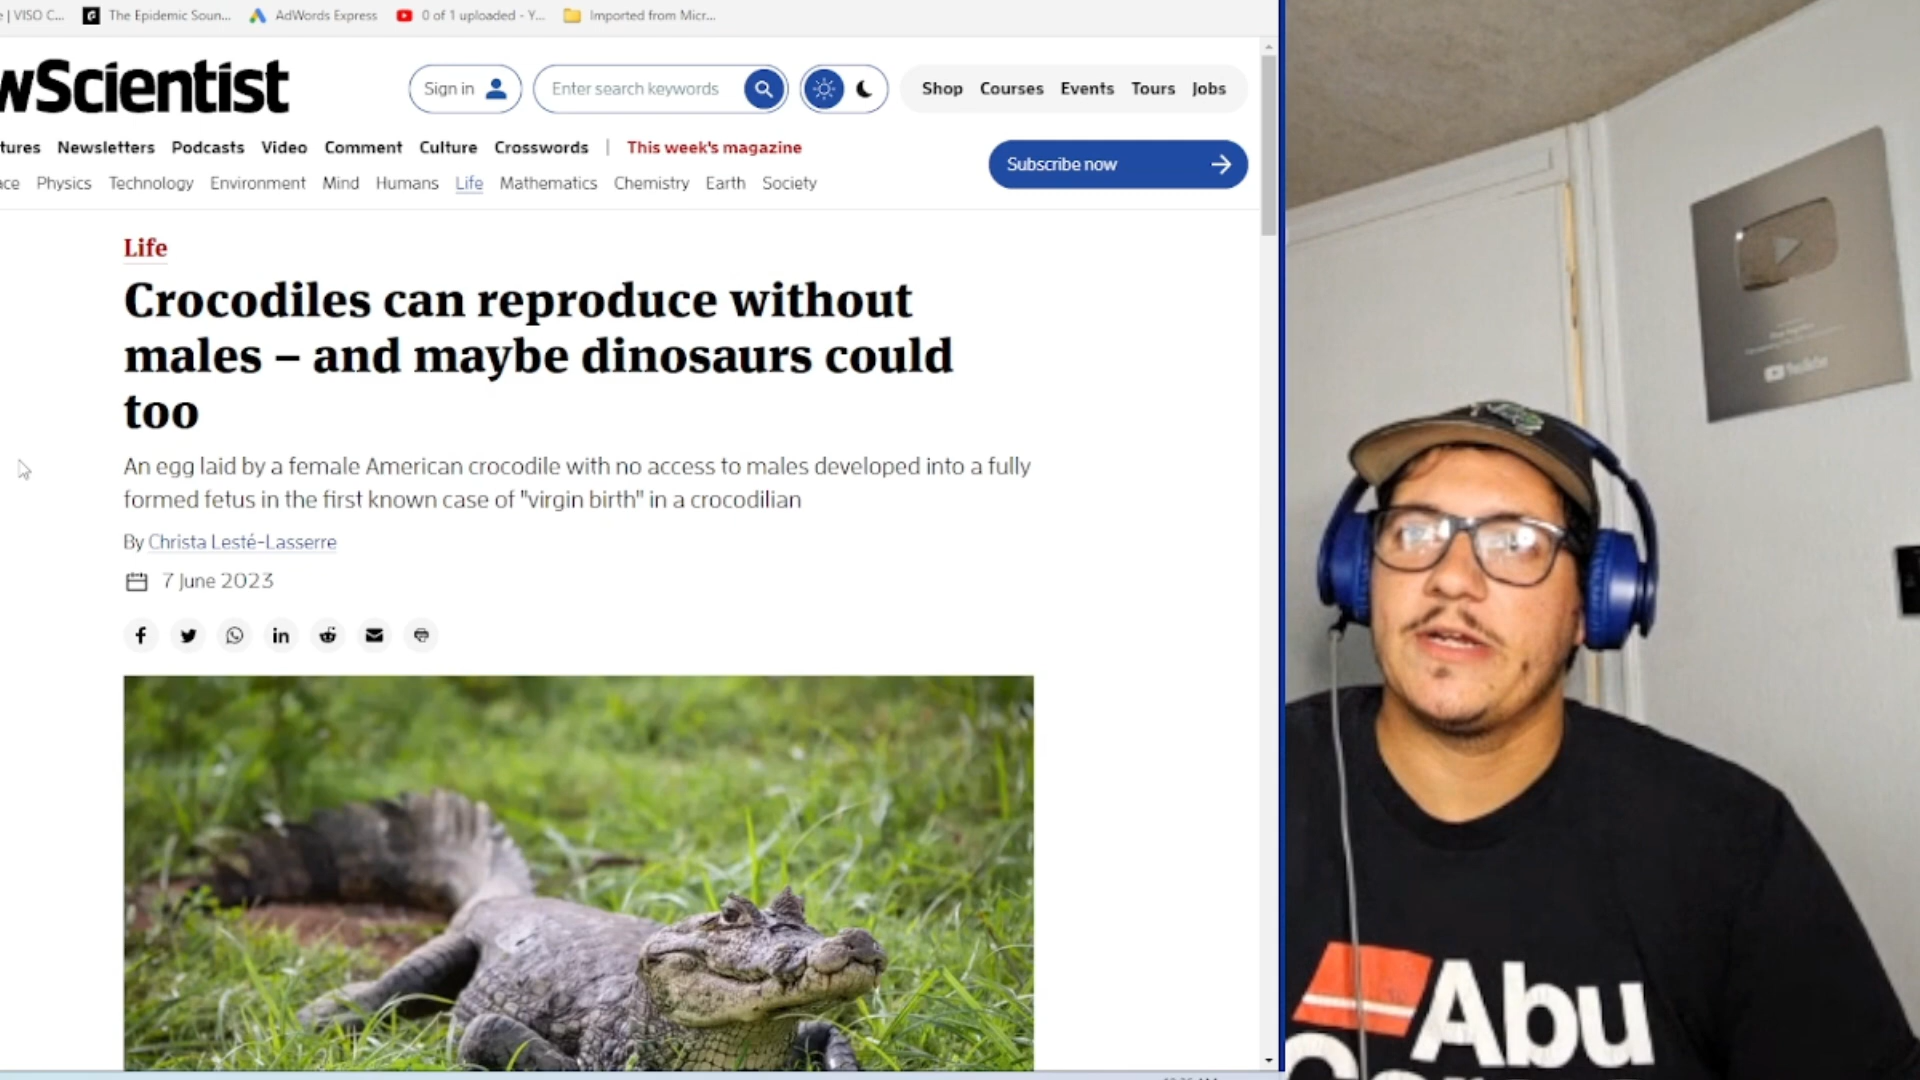 | VISO C... The Epidemic Soun... AdWords Express 0 of 1 uploaded - Y... Imported from Micr...
wScientist
Sign in Enter search keywords Shop Courses Events Tours Jobs
tures Newsletters Podcasts Video Comment Culture Crosswords | This week's magazine
Subscribe now
ce Physics Technology Environment Mind Humans Life Mathematics Chemistry Earth Society
Life
Crocodiles can reproduce without
males – and maybe dinosaurs could
too
An egg laid by a female American crocodile with no access to males developed into a fully
formed fetus in the first known case of "virgin birth" in a crocodilian
By Christa Lesté-Lasserre
7 June 2023
YouTube
Abu